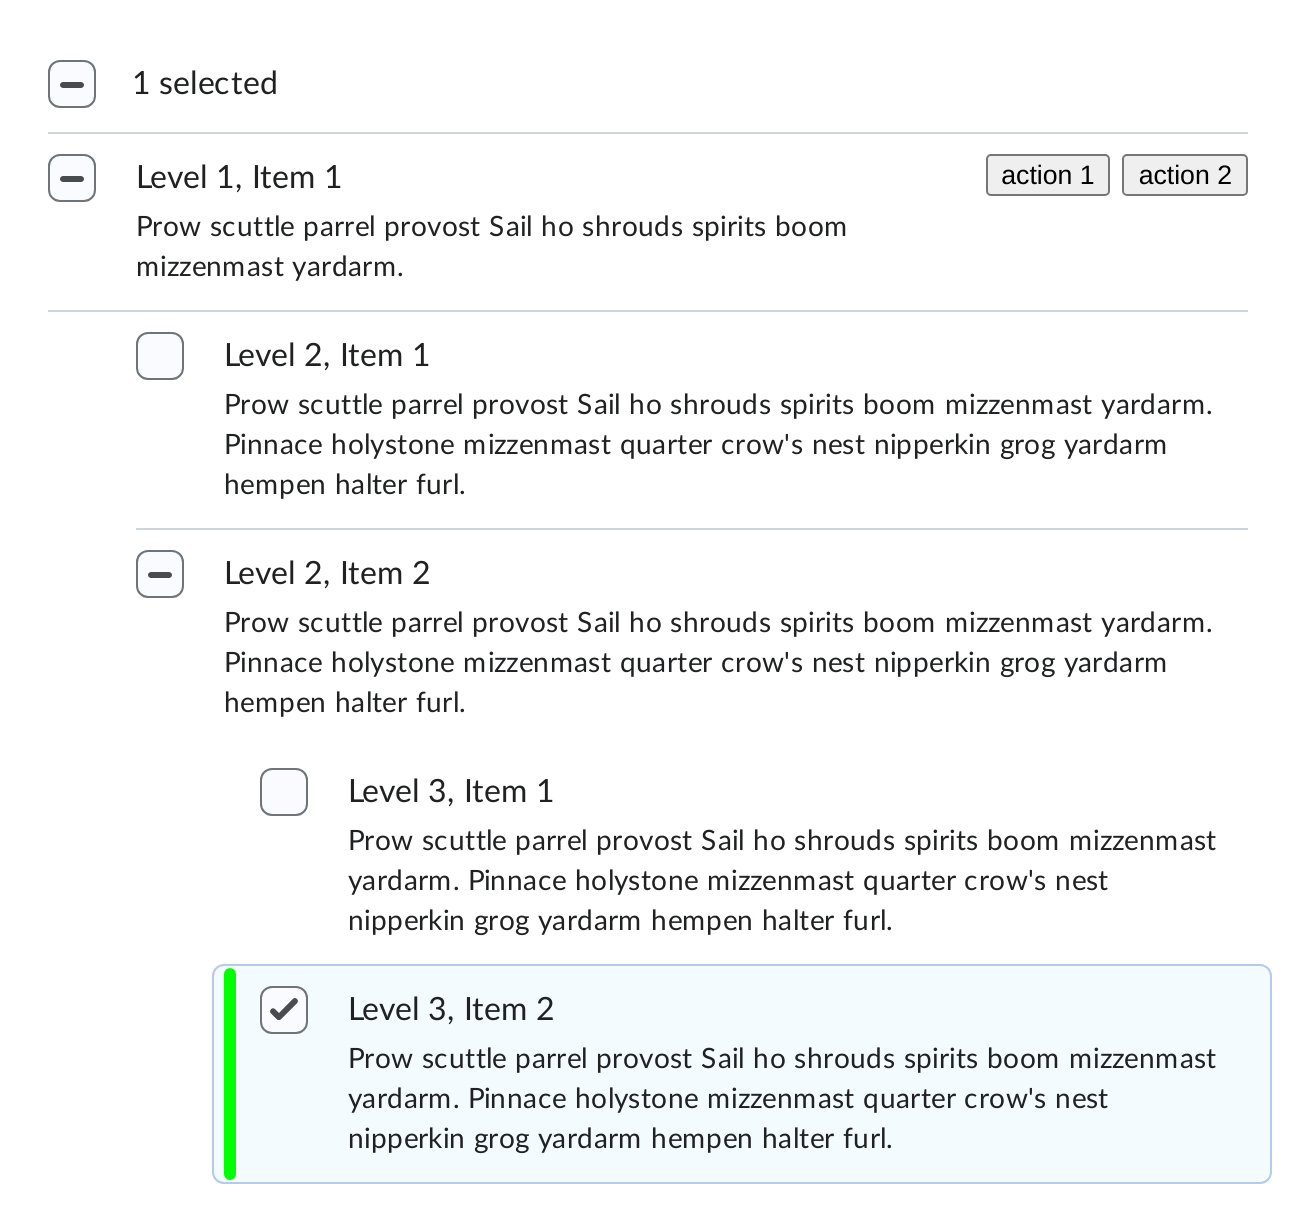 1 selected
Level 1, Item 1
action 1
action 2
Prow scuttle parrel provost Sail ho shrouds spirits boom
mizzenmast yardarm.
Level 2, Item 1
Prow scuttle parrel provost Sail ho shrouds spirits boom mizzenmast yardarm.
Pinnace holystone mizzenmast quarter crow's nest nipperkin grog yardarm
hempen halter furl.
Level 2, Item 2
Prow scuttle parrel provost Sail ho shrouds spirits boom mizzenmast yardarm.
Pinnace holystone mizzenmast quarter crow's nest nipperkin grog yardarm
hempen halter furl.
Level 3, Item 1
Prow scuttle parrel provost Sail ho shrouds spirits boom mizzenmast
yardarm. Pinnace holystone mizzenmast quarter crow's nest
nipperkin grog yardarm hempen halter furl.
Level 3, Item 2
Prow scuttle parrel provost Sail ho shrouds spirits boom mizzenmast
yardarm. Pinnace holystone mizzenmast quarter crow's nest
nipperkin grog yardarm hempen halter furl.